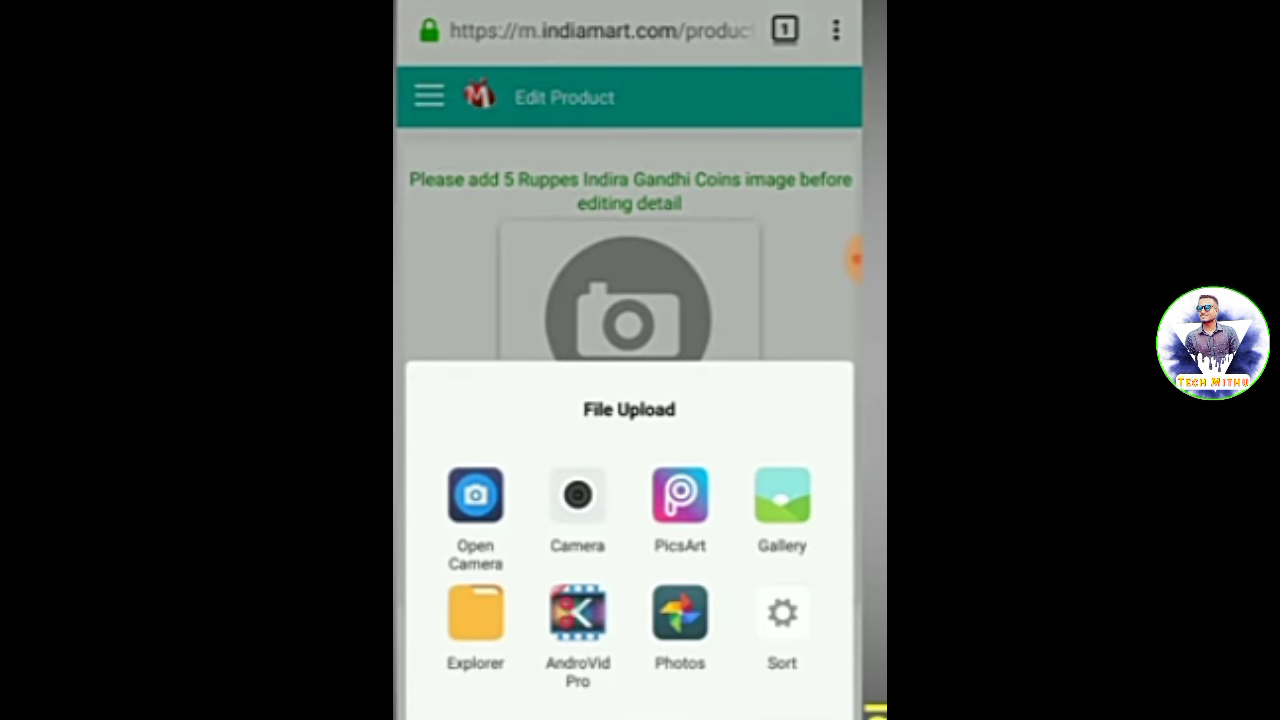 https://m.indiamart.com/produc
1
M
Edit Product
Please add 5 Ruppes Indira Gandhi Coins image before
editing detail
File Upload
Open
Camera
Camera
PicsArt
Gallery
Explorer
AndroVid
Pro
Photos
Sort
TECH MITHU